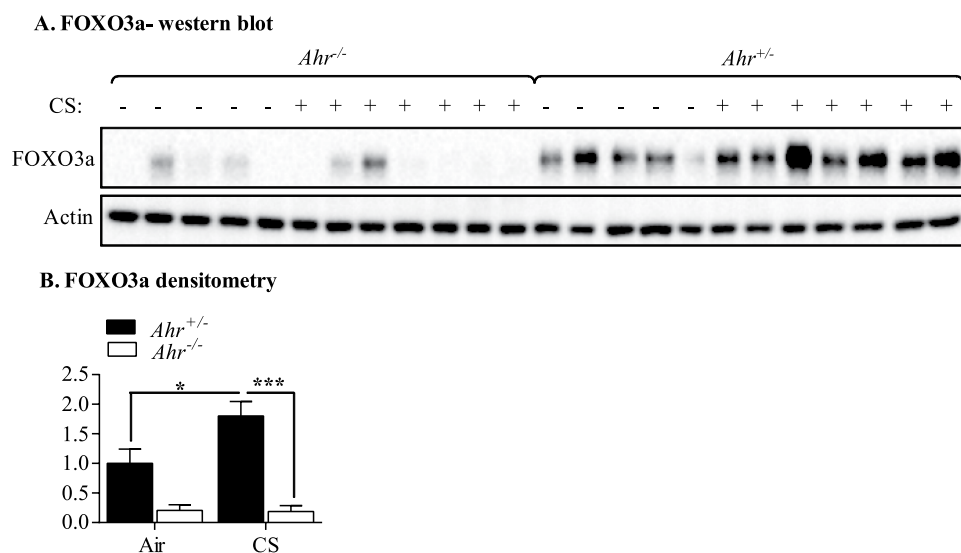 A. FOXO3a- western blot
Ahr-/- Ahr+/-
CS: - - - - - + + + + + + + - - - - - + + + + + + +
FOXO3a
Actin
B. FOXO3a densitometry
Ahr+/-
Ahr-/-
2.5
2.0
1.5
1.0
0.5
0.0
* ***
Air CS